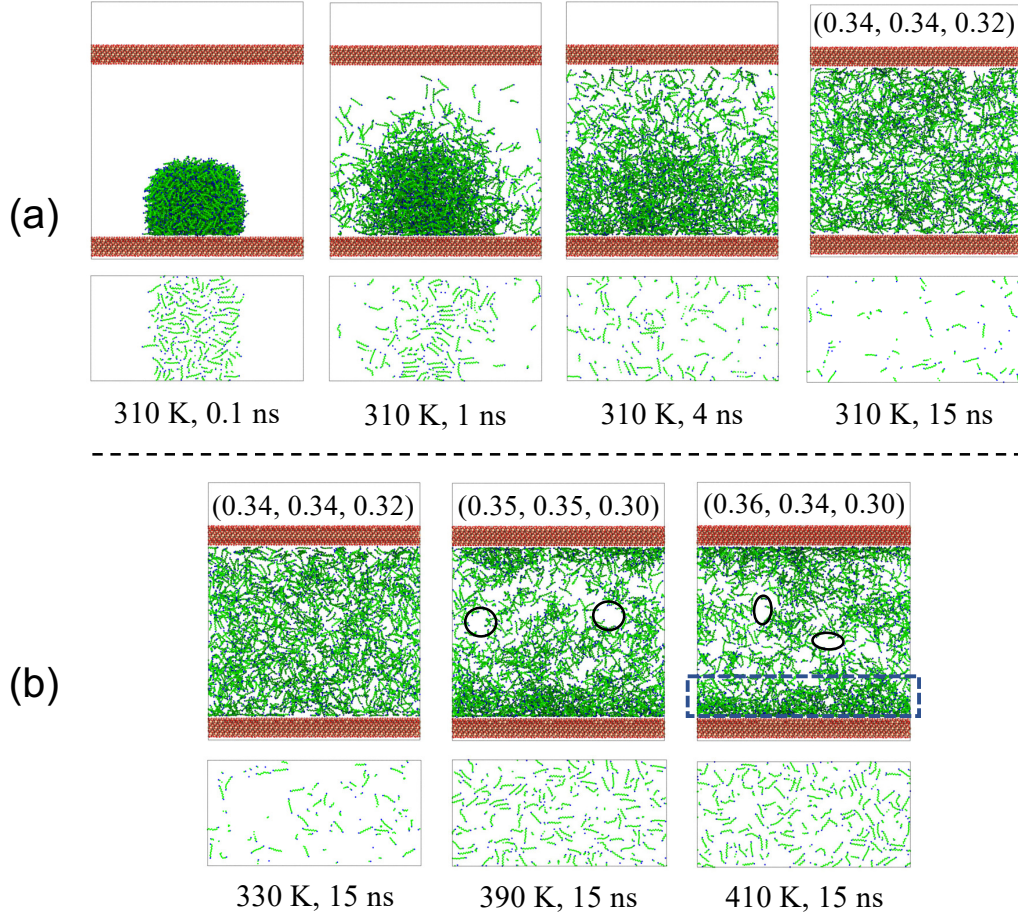 (0.34, 0.34, 0.32)
(a)
310 K, 0.1 ns
310 K, 1 ns
310 K, 4 ns
310 K, 15 ns
(0.34, 0.34, 0.32)
(0.35, 0.35, 0.30)
(0.36, 0.34, 0.30)
(b)
330 K, 15 ns
390 K, 15 ns
410 K, 15 ns